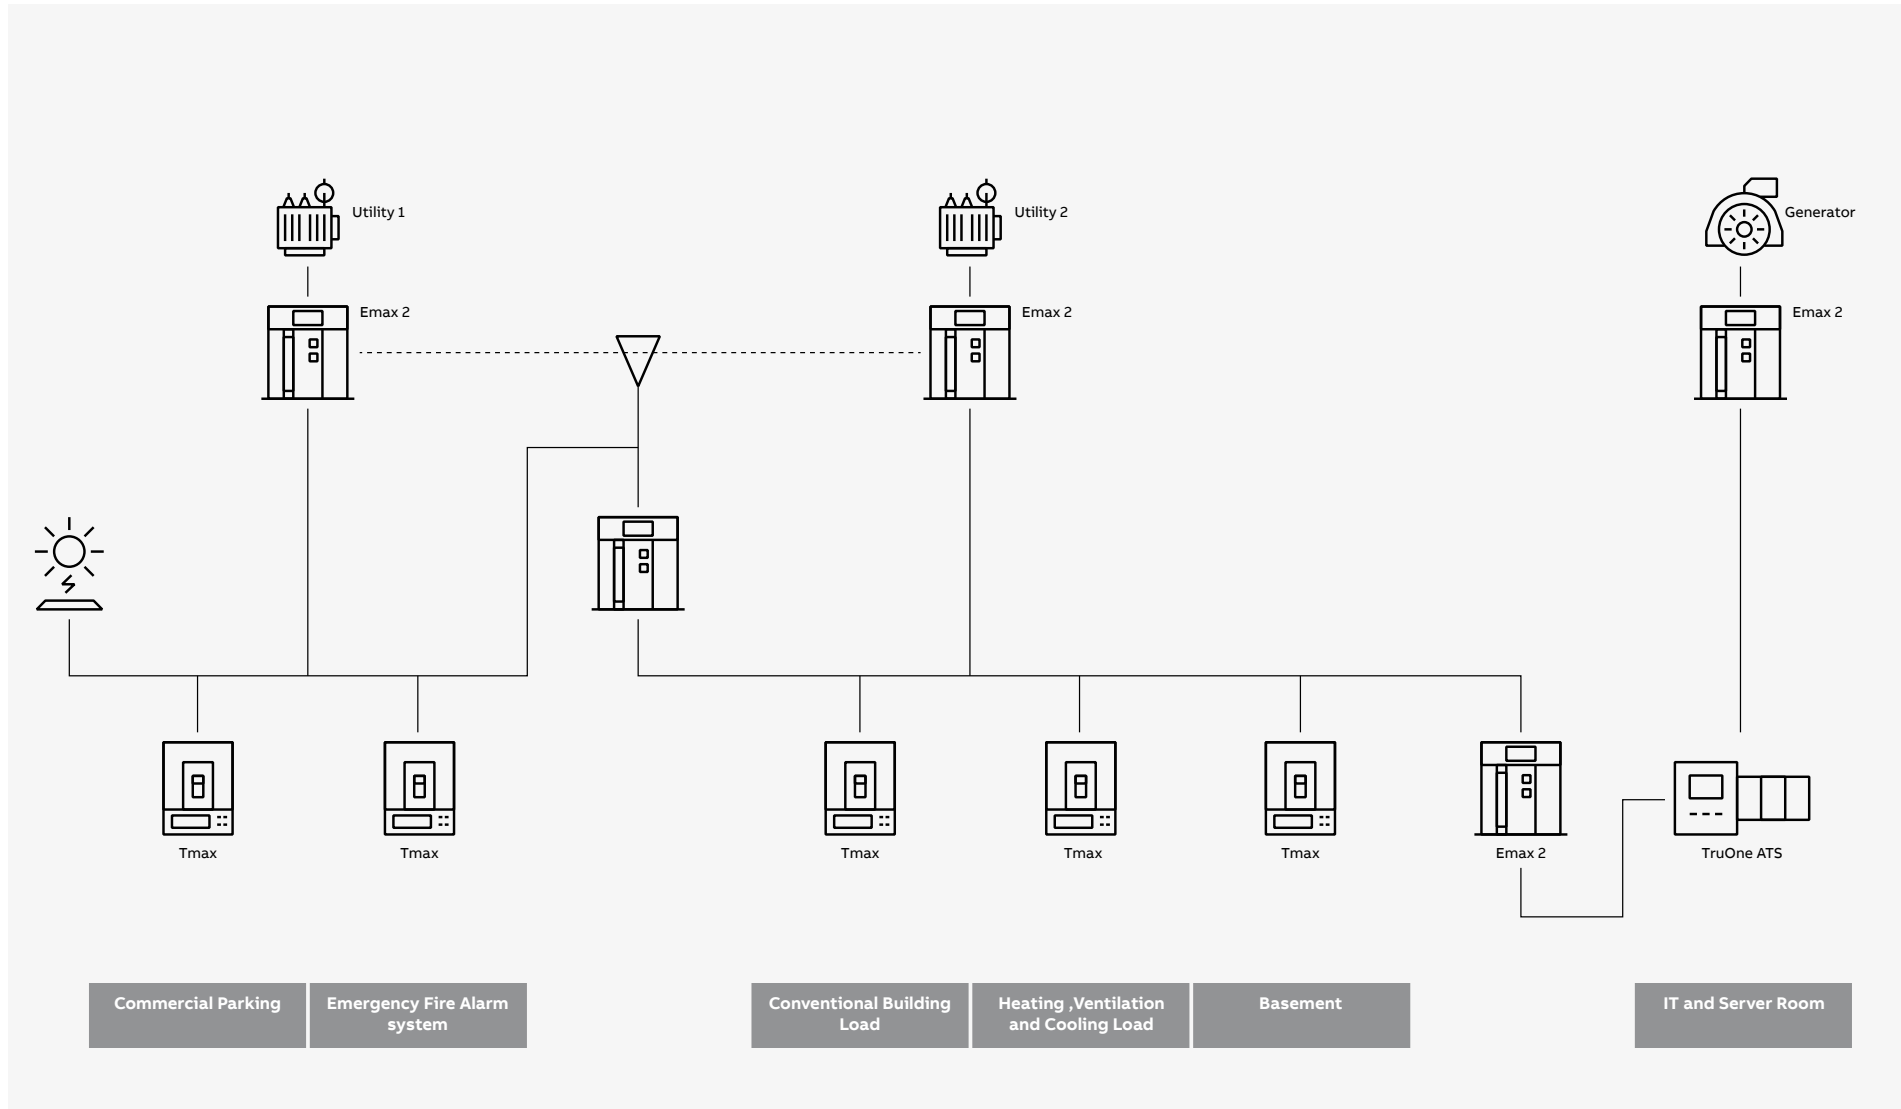 Utility 1
Utility 2
Generator
Emax 2
Emax 2
Emax 2
Tmax
Tmax
Tmax
Tmax
Tmax
Emax 2
TruOne ATS
Commercial Parking
Emergency Fire Alarm
system
Conventional Building
Load
Heating ,Ventilation
and Cooling Load
Basement
IT and Server Room